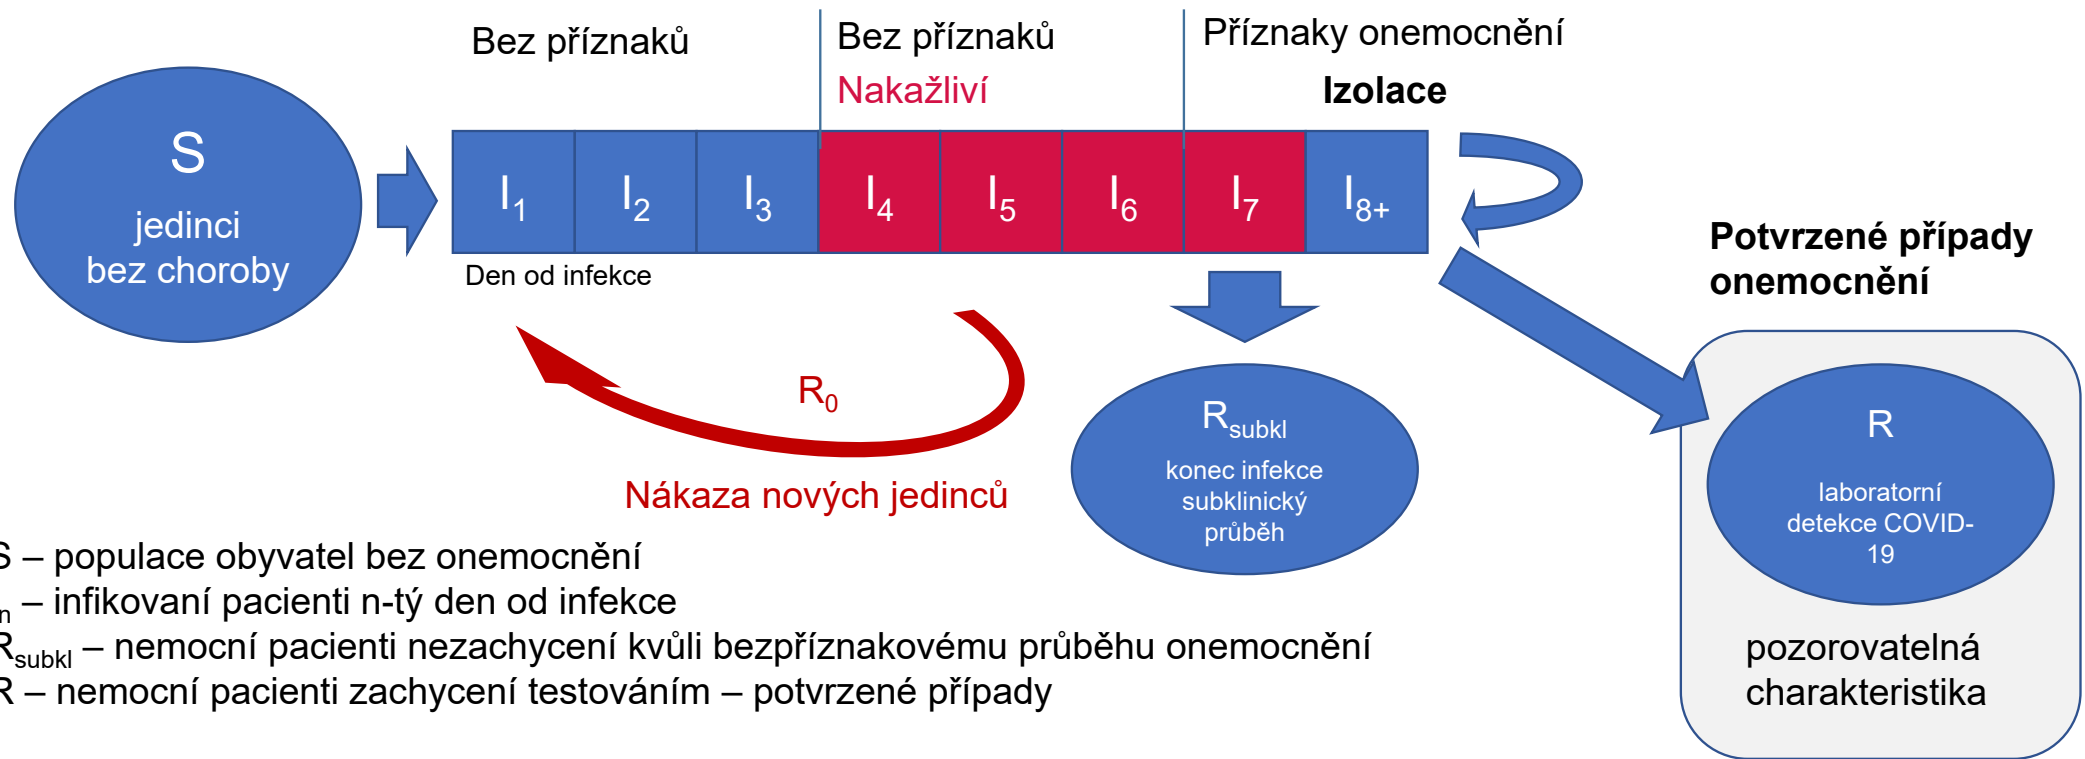 Bez příznaků
Bez příznaků
Nakažliví
Příznaky onemocnění
Izolace
S
jedinci
bez choroby
I1 I2 I3 I4 I5 I6 I7 I8+
Den od infekce
R0
Nákaza nových jedinců
Rsubkl
konec infekce
subklinický
průběh
Potvrzené případy
onemocnění
R
laboratorní
detekce COVID-
19
pozorovatelná
charakteristika
S – populace obyvatel bez onemocnění
n – infikovaní pacienti n-tý den od infekce
Rsubkl – nemocní pacienti nezachycení kvůli bezpříznakovému průběhu onemocnění
R – nemocní pacienti zachycení testováním – potvrzené případy